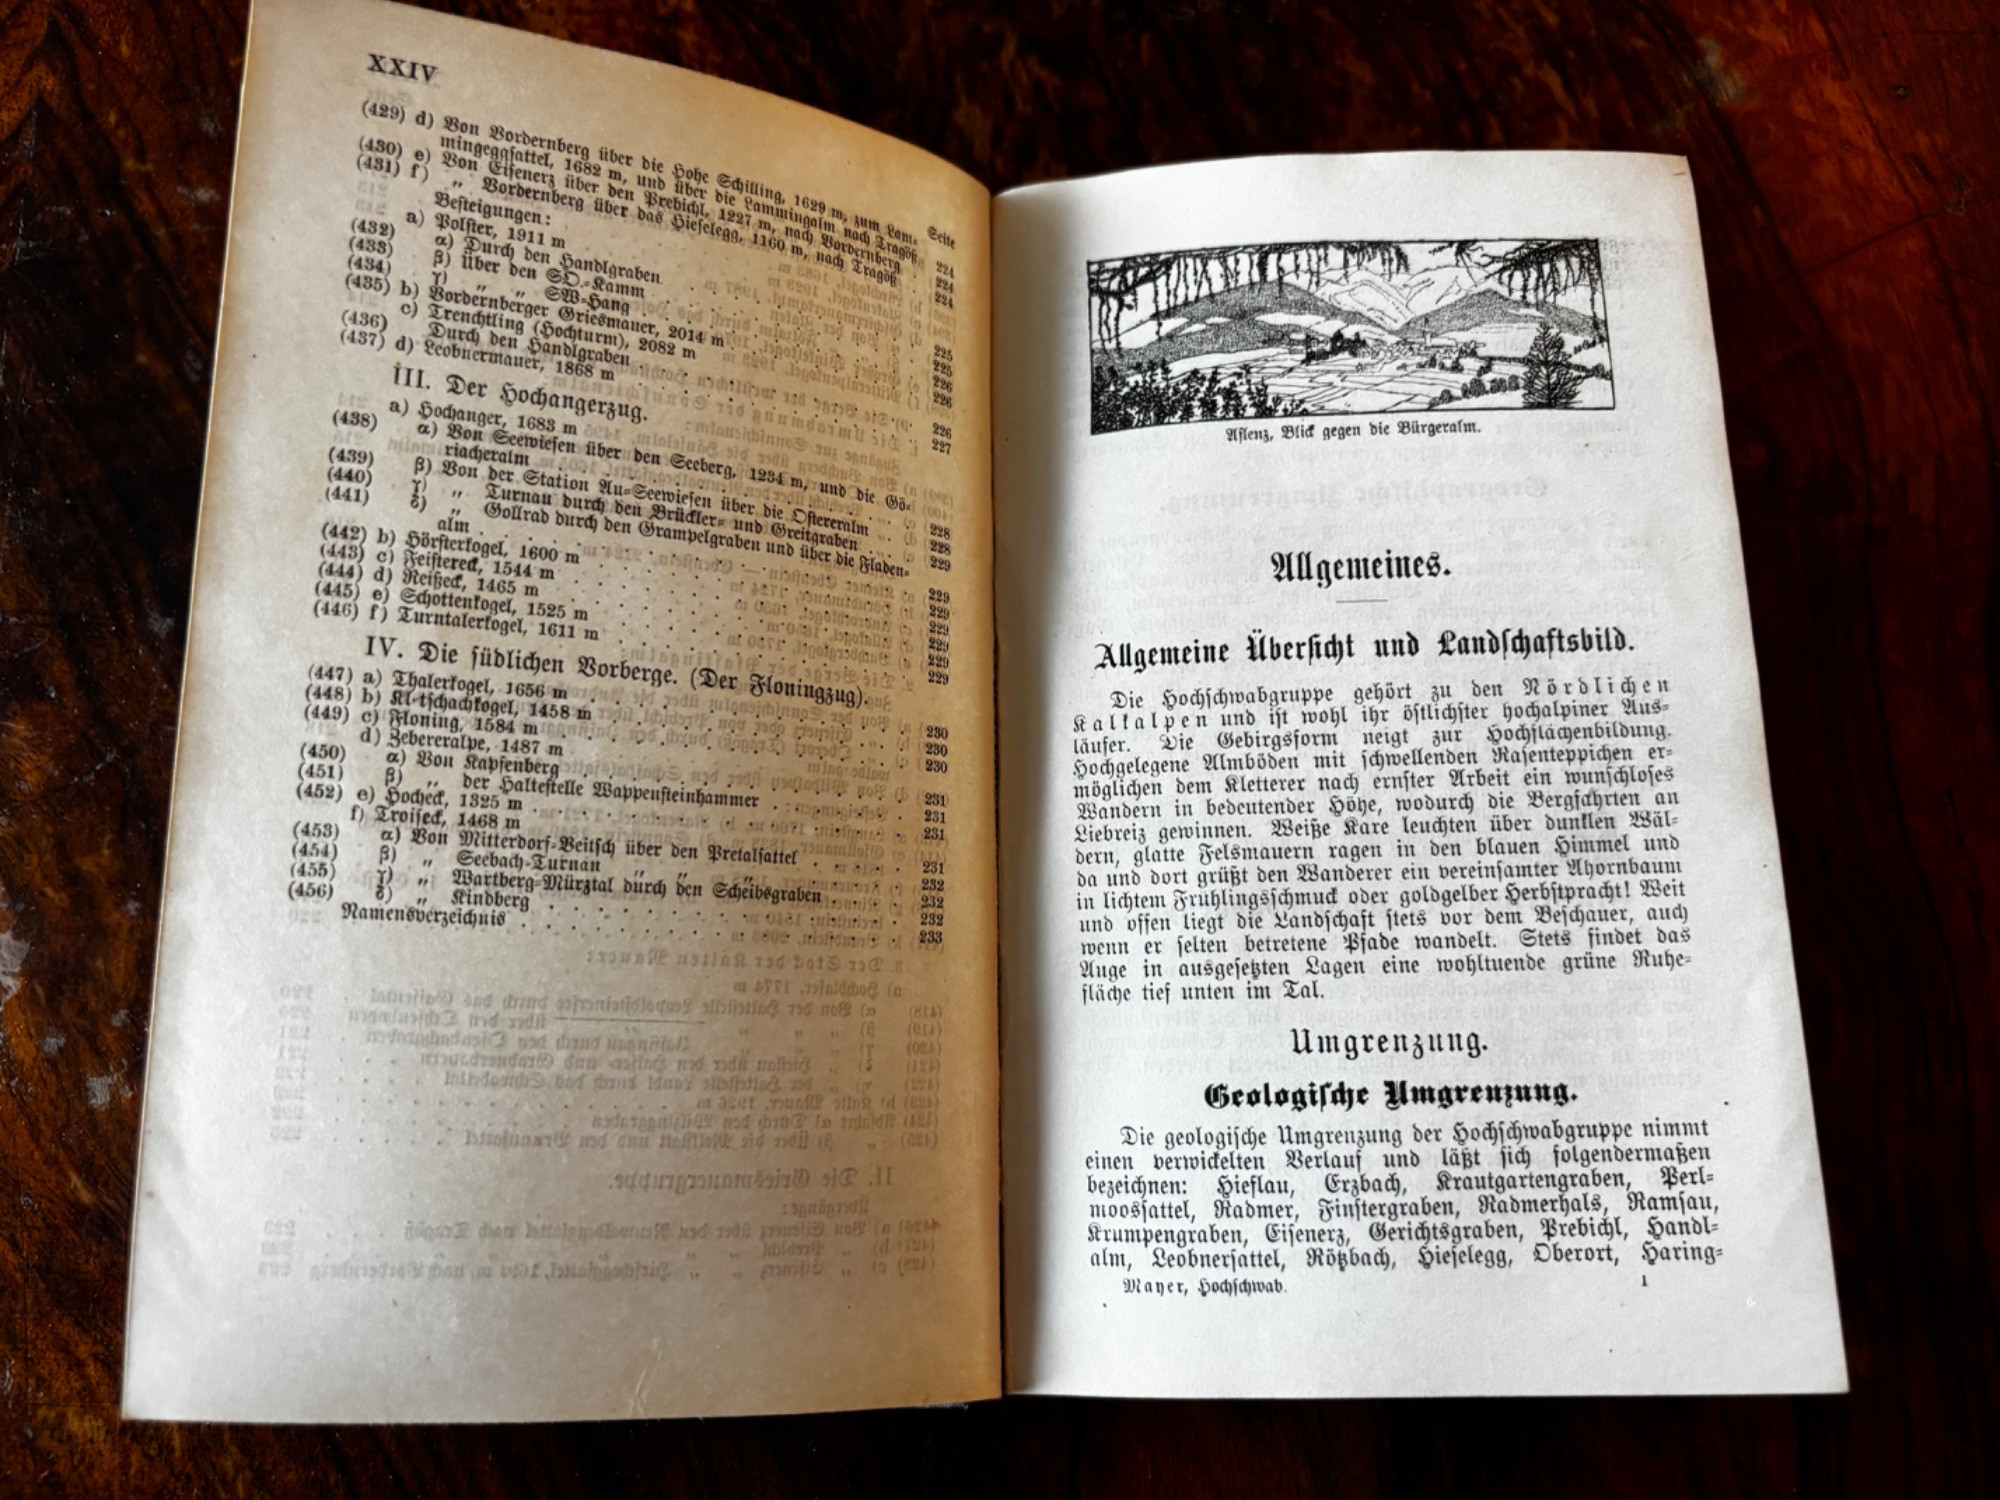 XXIV
Seite
(429) d) Von Vordernberg über die Hohe Schilling, 1629 m, zum Lam-
mingeggsattel, 1682 m, und über die Lammingalm nach Tragöß . 224
(430) e) Von Eisenerz über den Prebichl, 1227 m, nach Vordernberg 224
(431) f) „ Vordernberg über das Hieselegg, 1160 m, nach Tragöß . 224
Besteigungen:
a) Polster, 1911 m
(432) α) Durch den Handlgraben . . . 225
(433) β) Über den SO.-Kamm . . . 225
(434) γ) „ „ SW-Hang . . . 226
(435) b) Vordernberger Griesmauer, 2014 m . . . 226
c) Trenchtling (Hochturm), 2082 m
(436) Durch den Handlgraben . . . 226
(437) d) Leobnermauer, 1868 m . . . 227
III. Der Hochangerzug.
a) Hochanger, 1683 m
(438) α) Von Seewiesen über den Seeberg, 1234 m, und die Gö-
riacheralm . . . 228
(439) β) Von der Station Au-Seewiesen über die Ostereralm . 228
(440) γ) „ Turnau durch den Brückler- und Greitgraben . . 229
(441) δ) „ Gollrad durch den Grampelgraben und über die Fladen-
alm . . . 229
(442) b) Hörsterkogel, 1600 m . . . 229
(443) c) Feistereck, 1544 m . . . 229
(444) d) Reißeck, 1465 m . . . 229
(445) e) Schottenkogel, 1525 m . . . 229
(446) f) Turntalerkogel, 1611 m . . . 229
IV. Die südlichen Vorberge. (Der Floningzug).
(447) a) Thalerkogel, 1656 m . . . 230
(448) b) Kletschachkogel, 1458 m . . . 230
(449) c) Floning, 1584 m . . . 230
d) Zebereralpe, 1487 m
(450) α) Von Kapfenberg . . . 231
(451) β) „ der Haltestelle Wappensteinhammer . . . 231
(452) e) Hocheck, 1325 m . . . 231
f) Troiseck, 1468 m
(453) α) Von Mitterdorf-Veitsch über den Pretalsattel . . . 231
(454) β) „ Seebach-Turnau . . . 232
(455) γ) „ Wartberg-Mürztal durch den Scheibsgraben . . . 232
(456) δ) „ Kindberg . . . 232
Namensverzeichnis . . . 233
Aflenz, Blick gegen die Bürgeralm.
Allgemeines.
Allgemeine Übersicht und Landschaftsbild.
Die Hochschwabgruppe gehört zu den Nördlichen
Kalkalpen und ist wohl ihr östlichster hochalpiner Aus-
läufer. Die Gebirgsform neigt zur Hochflächenbildung.
Hochgelegene Almböden mit schwellenden Rasenteppichen er-
möglichen dem Kletterer nach ernster Arbeit ein wunschloses
Wandern in bedeutender Höhe, wodurch die Bergfahrten an
Liebreiz gewinnen. Weiße Kare leuchten über dunklen Wäl-
dern, glatte Felsmauern ragen in den blauen Himmel und
da und dort grüßt den Wanderer ein vereinsamter Ahornbaum
in lichtem Frühlingsschmuck oder goldgelber Herbstpracht! Weit
und offen liegt die Landschaft stets vor dem Beschauer, auch
wenn er selten betretene Pfade wandelt. Stets findet das
Auge in ausgesetzten Lagen eine wohltuende grüne Ruhe-
fläche tief unten im Tal.
Umgrenzung.
Geologische Umgrenzung.
Die geologische Umgrenzung der Hochschwabgruppe nimmt
einen verwickelten Verlauf und läßt sich folgendermaßen
bezeichnen: Hieflau, Erzbach, Krautgartengraben, Perl-
moossattel, Radmer, Finstergraben, Radmerhals, Ramsau,
Krumpengraben, Eisenerz, Gerichtsgraben, Prebichl, Handl-
alm, Leobnersattel, Rötzbach, Hieselegg, Oberort, Haring-
Mayer, Hochschwab. 1